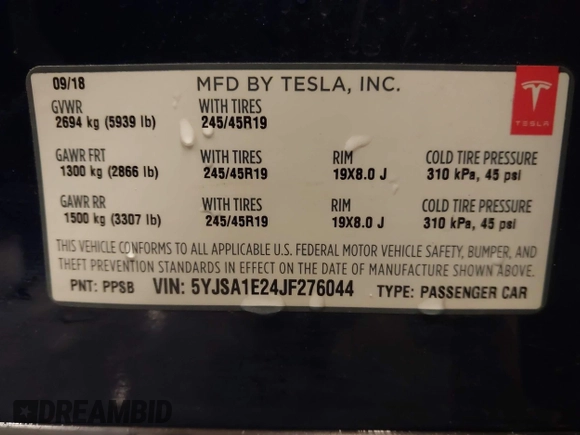 09/18 MFD BY TESLA, INC.
GVWR WITH TIRES
2694 kg (5939 lb) 245/45R19
TESLA
GAWR FRT WITH TIRES RIM COLD TIRE PRESSURE
1300 kg (2866 lb) 245/45R19 19X8.0 J 310 kPa, 45 psi
GAWR RR WITH TIRES RIM COLD TIRE PRESSURE
1500 kg (3307 lb) 245/45R19 19X8.0 J 310 kPa, 45 psi
THIS VEHICLE CONFORMS TO ALL APPLICABLE U.S. FEDERAL MOTOR VEHICLE SAFETY, BUMPER, AND
THEFT PREVENTION STANDARDS IN EFFECT ON THE DATE OF MANUFACTURE SHOWN ABOVE.
PNT: PPSB VIN: 5YJSA1E24JF276044 TYPE: PASSENGER CAR
DREAMBID